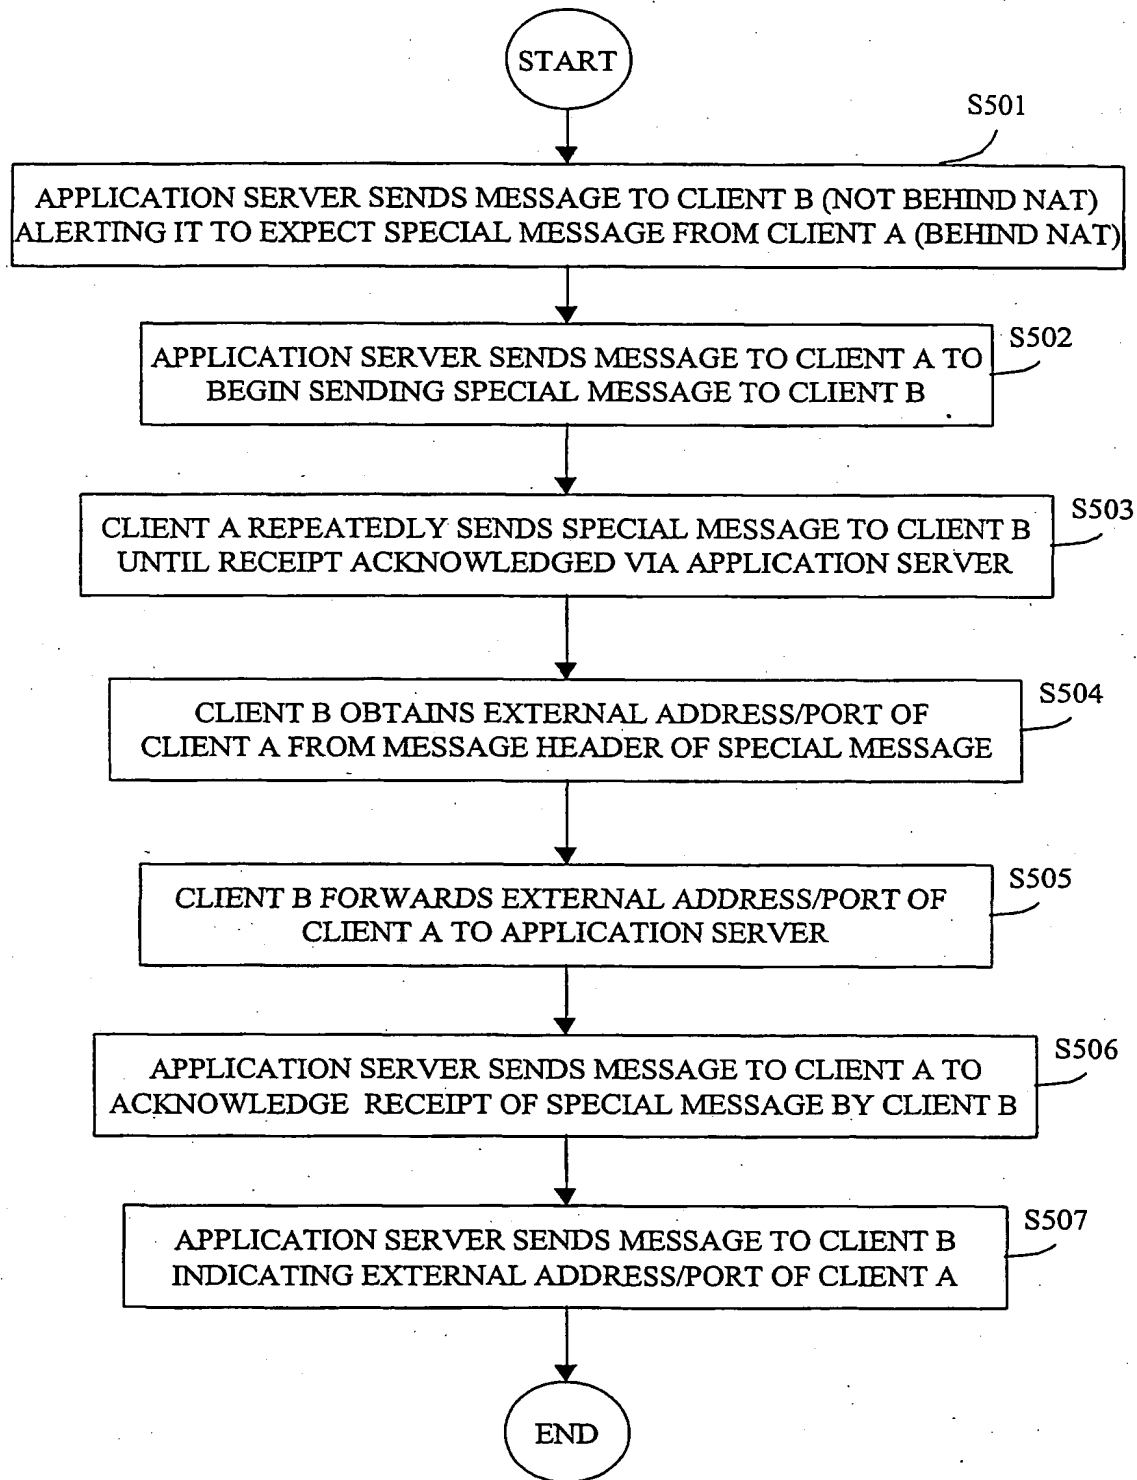 START
S501
APPLICATION SERVER SENDS MESSAGE TO CLIENT B (NOT BEHIND NAT)
ALERTING IT TO EXPECT SPECIAL MESSAGE FROM CLIENT A (BEHIND NAT)
S502
APPLICATION SERVER SENDS MESSAGE TO CLIENT A TO
BEGIN SENDING SPECIAL MESSAGE TO CLIENT B
S503
CLIENT A REPEATEDLY SENDS SPECIAL MESSAGE TO CLIENT B
UNTIL RECEIPT ACKNOWLEDGED VIA APPLICATION SERVER
S504
CLIENT B OBTAINS EXTERNAL ADDRESS/PORT OF
CLIENT A FROM MESSAGE HEADER OF SPECIAL MESSAGE
S505
CLIENT B FORWARDS EXTERNAL ADDRESS/PORT OF
CLIENT A TO APPLICATION SERVER
S506
APPLICATION SERVER SENDS MESSAGE TO CLIENT A TO
ACKNOWLEDGE RECEIPT OF SPECIAL MESSAGE BY CLIENT B
S507
APPLICATION SERVER SENDS MESSAGE TO CLIENT B
INDICATING EXTERNAL ADDRESS/PORT OF CLIENT A
END